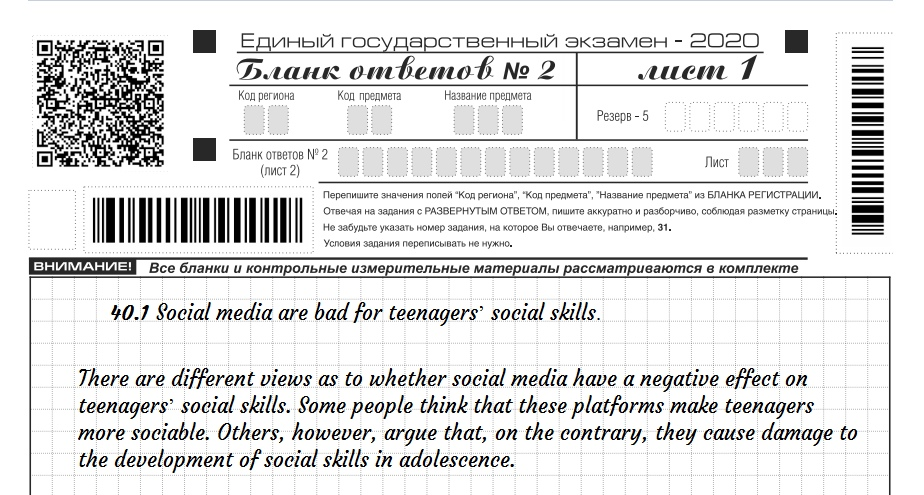 Единый государственный экзамен - 2020
Бланк ответов № 2
лист 1
Код региона
Код предмета
Название предмета
Резерв - 5
Бланк ответов № 2
(лист 2)
Лист
Перепишите значения полей "Код региона", "Код предмета", "Название предмета" из БЛАНКА РЕГИСТРАЦИИ.
Отвечая на задания с РАЗВЕРНУТЫМ ОТВЕТОМ, пишите аккуратно и разборчиво, соблюдая разметку страницы.
Не забудьте указать номер задания, на которое Вы отвечаете, например, 31.
Условия задания переписывать не нужно.
ВНИМАНИЕ! Все бланки и контрольные измерительные материалы рассматриваются в комплекте
40.1 Social media are bad for teenagers' social skills.
There are different views as to whether social media have a negative effect on
teenagers' social skills. Some people think that these platforms make teenagers
more sociable. Others, however, argue that, on the contrary, they cause damage to
the development of social skills in adolescence.